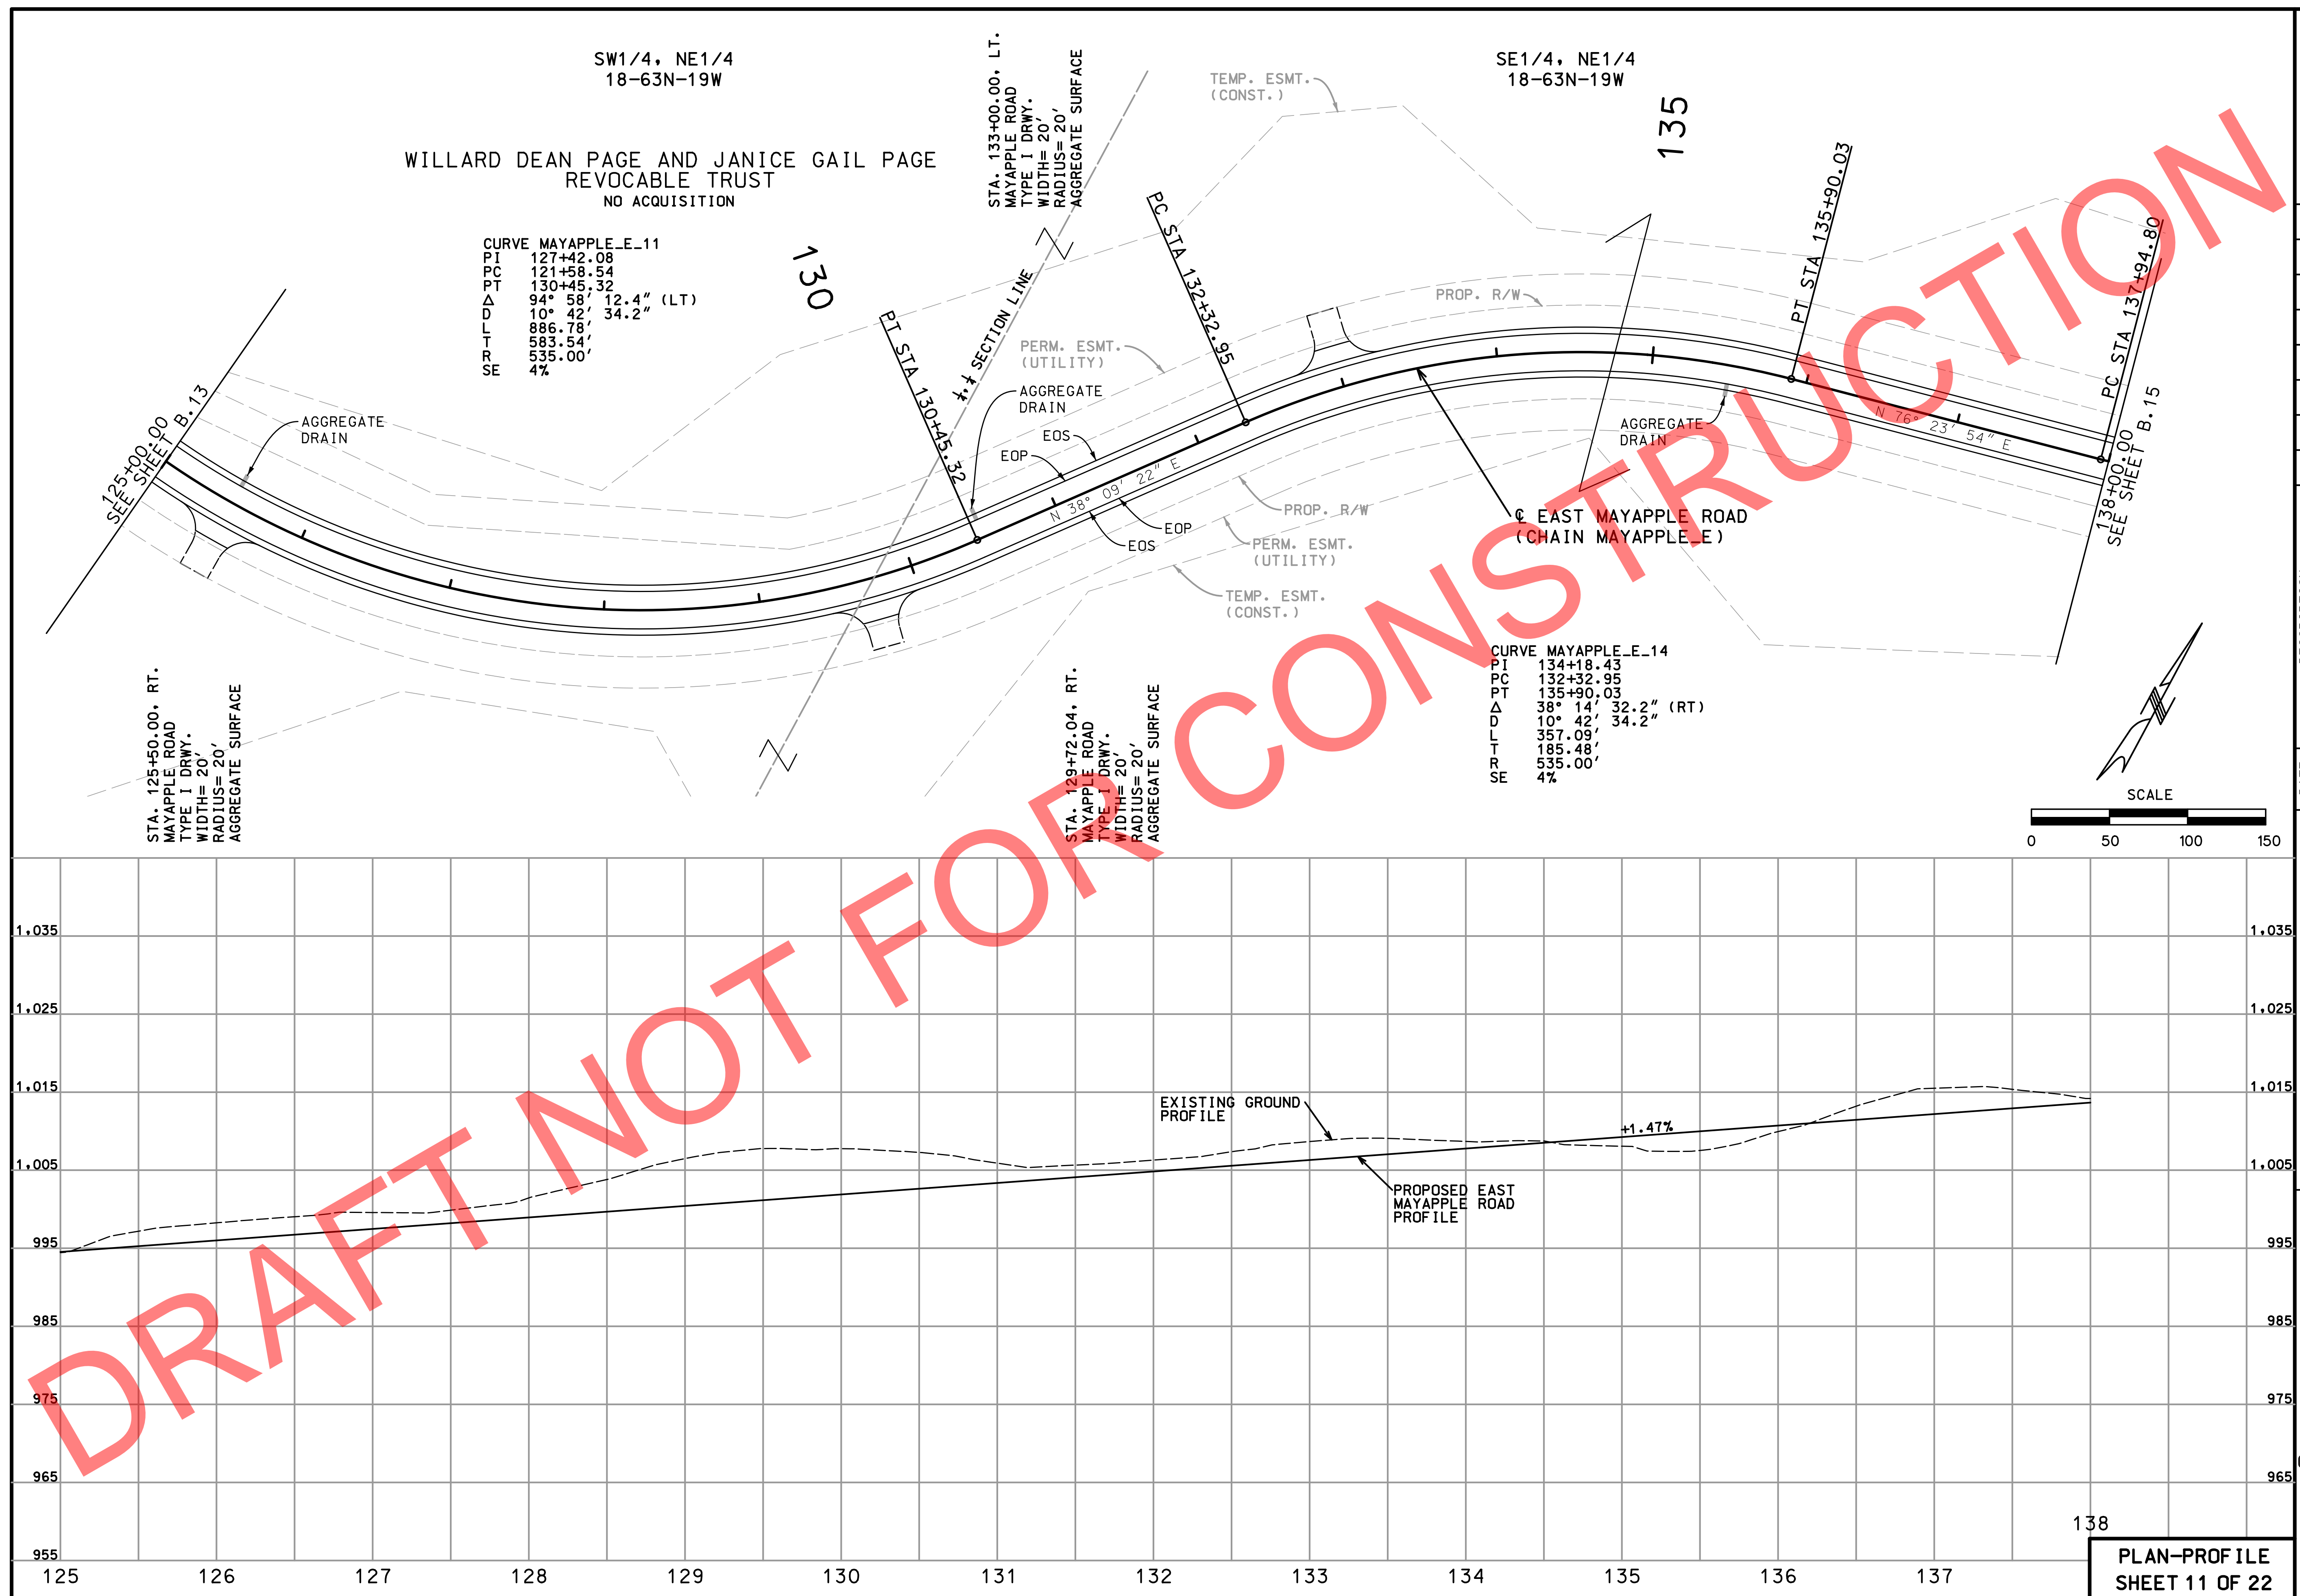 SW1/4, NE1/4
18-63N-19W
SE1/4, NE1/4
18-63N-19W
WILLARD DEAN PAGE AND JANICE GAIL PAGE
REVOCABLE TRUST
NO ACQUISITION
CURVE MAYAPPLE_E_11
PI 127+42.08
PC 121+58.54
PT 130+45.32
Δ 94° 58' 12.4" (LT)
D 10° 42' 34.2"
L 886.78'
T 583.54'
R 535.00'
SE 4%
STA. 133+00.00, LT.
MAYAPPLE ROAD
TYPE I DRWY.
WIDTH= 20'
RADIUS= 20'
AGGREGATE SURFACE
TEMP. ESMT.
(CONST.)
130
135
PT STA 130+45.32
PC STA 132+32.95
PT STA 135+90.03
PC STA 137+94.80
125+00.00
SEE SHEET B.13
138+00.00
SEE SHEET B.15
AGGREGATE
DRAIN
¼,¼ SECTION LINE
PERM. ESMT.
(UTILITY)
AGGREGATE
DRAIN
EOS
EOP
N 38° 09' 22" E
EOP
EOS
PROP. R/W
PROP. R/W
PERM. ESMT.
(UTILITY)
TEMP. ESMT.
(CONST.)
AGGREGATE
DRAIN
N 76° 23' 54" E
℄ EAST MAYAPPLE ROAD
(CHAIN MAYAPPLE_E)
CURVE MAYAPPLE_E_14
PI 134+18.43
PC 132+32.95
PT 135+90.03
Δ 38° 14' 32.2" (RT)
D 10° 42' 34.2"
L 357.09'
T 185.48'
R 535.00'
SE 4%
STA. 125+50.00, RT.
MAYAPPLE ROAD
TYPE I DRWY.
WIDTH= 20'
RADIUS= 20'
AGGREGATE SURFACE
STA. 129+72.04, RT.
MAYAPPLE ROAD
TYPE I DRWY.
WIDTH= 20'
RADIUS= 20'
AGGREGATE SURFACE
SCALE
0 50 100 150
DRAFT NOT FOR CONSTRUCTION
1,035 1,035
1,025 1,025
1,015 1,015
1,005 1,005
995 995
985 985
975 975
965 965
955
EXISTING GROUND
PROFILE
+1.47%
PROPOSED EAST
MAYAPPLE ROAD
PROFILE
138
125 126 127 128 129 130 131 132 133 134 135 136 137
PLAN-PROFILE
SHEET 11 OF 22